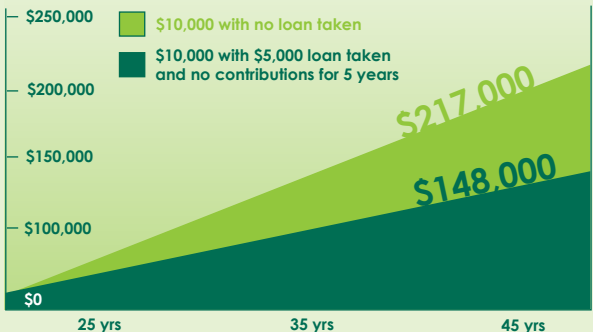 $250,000
$10,000 with no loan taken
$10,000 with $5,000 loan taken
and no contributions for 5 years
$200,000
$217,000
$150,000
$148,000
$100,000
$0
25 yrs
35 yrs
45 yrs